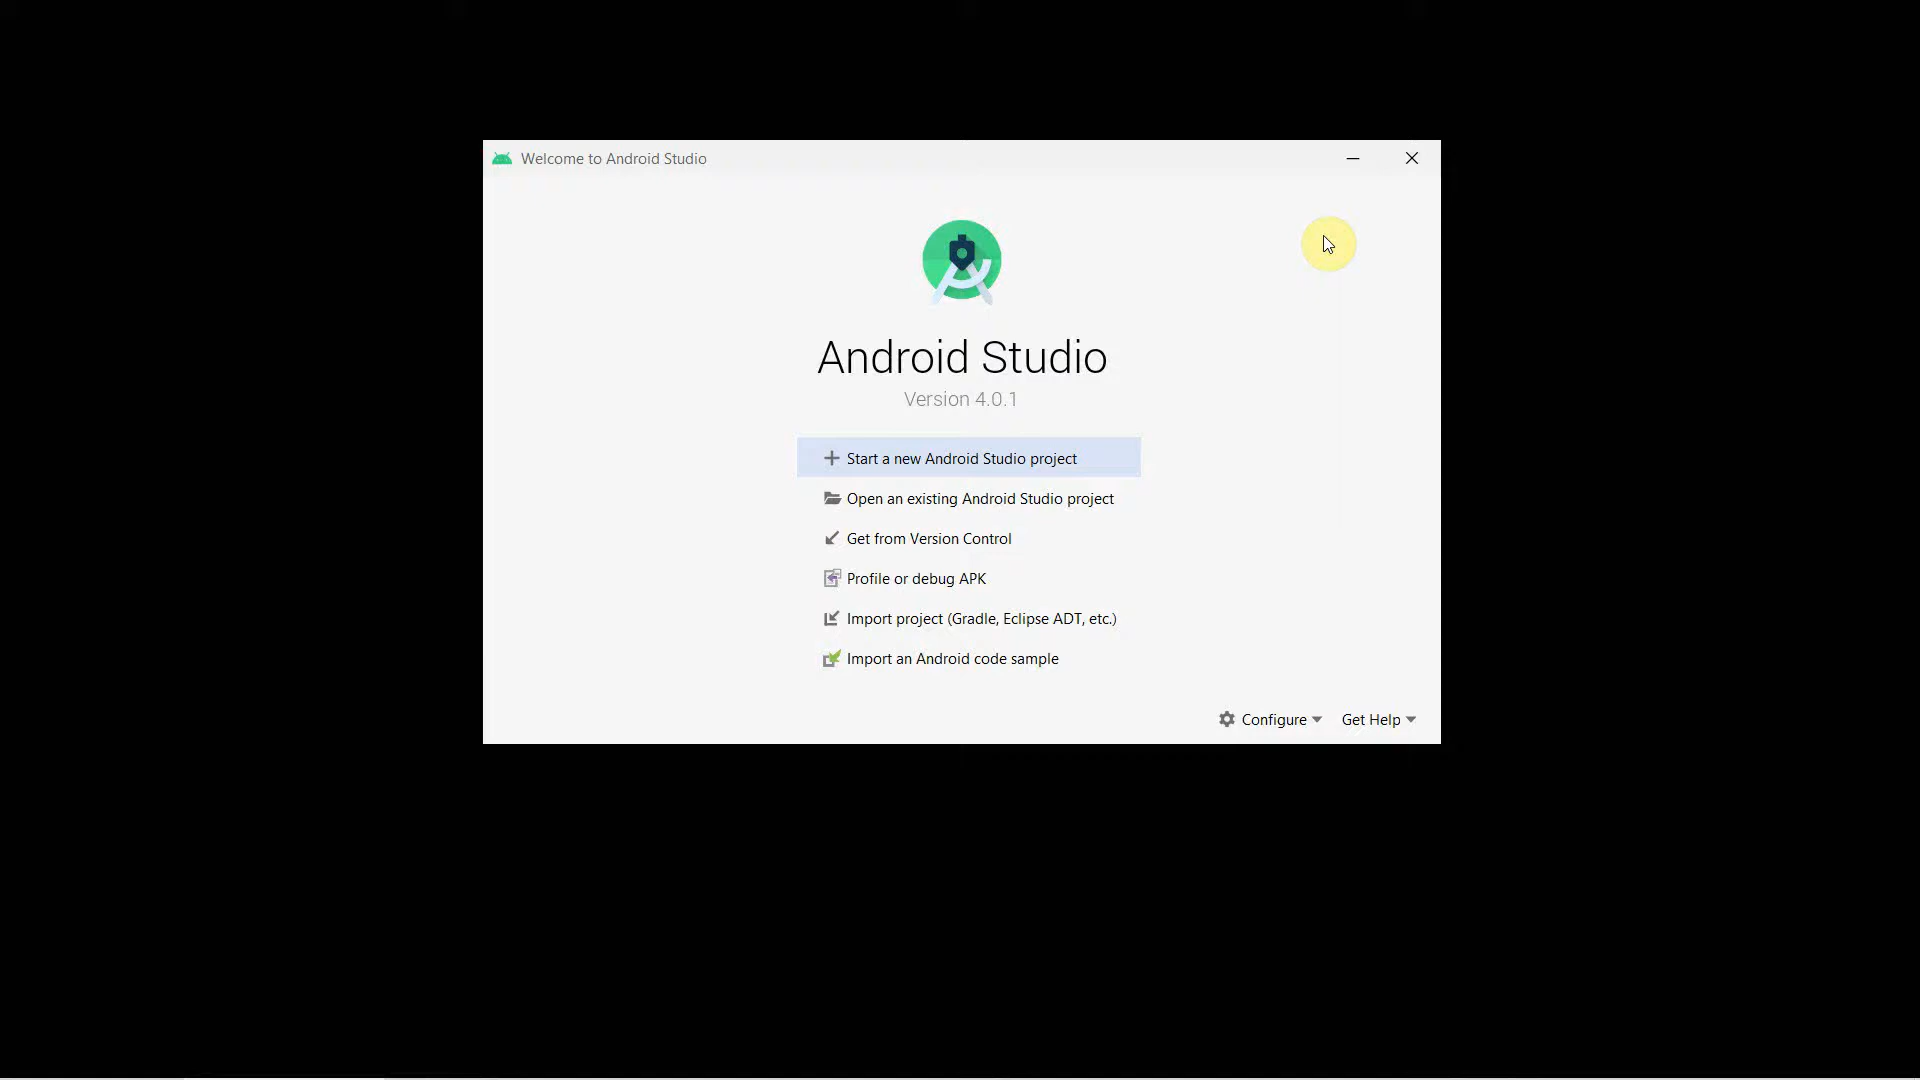 Welcome to Android Studio
Android Studio
Version 4.0.1
Start a new Android Studio project
Open an existing Android Studio project
Get from Version Control
Profile or debug APK
Import project (Gradle, Eclipse ADT, etc.)
Import an Android code sample
Configure Get Help